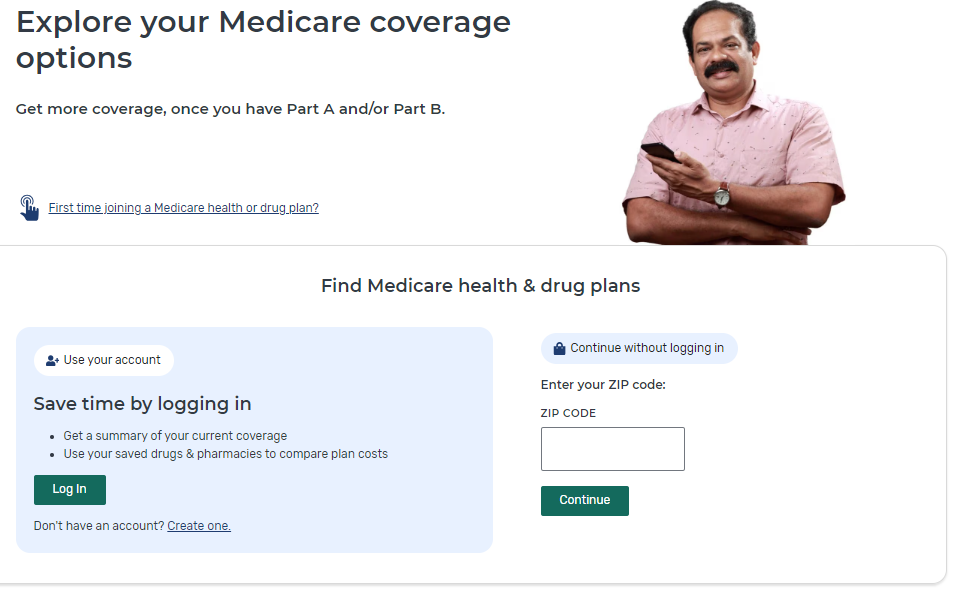 Explore your Medicare coverage
options
Get more coverage, once you have Part A and/or Part B.
First time joining a Medicare health or drug plan?
Find Medicare health & drug plans
Use your account
Save time by logging in
• Get a summary of your current coverage
• Use your saved drugs & pharmacies to compare plan costs
Log In
Don't have an account? Create one.
Continue without logging in
Enter your ZIP code:
ZIP CODE
Continue